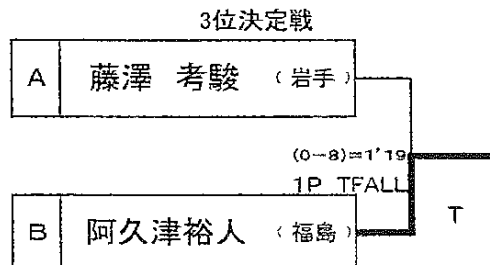 3位決定戦
A 藤澤 考駿 (岩手)
(0-8)=1'19
1P TFALL
T
B 阿久津裕人 (福島)